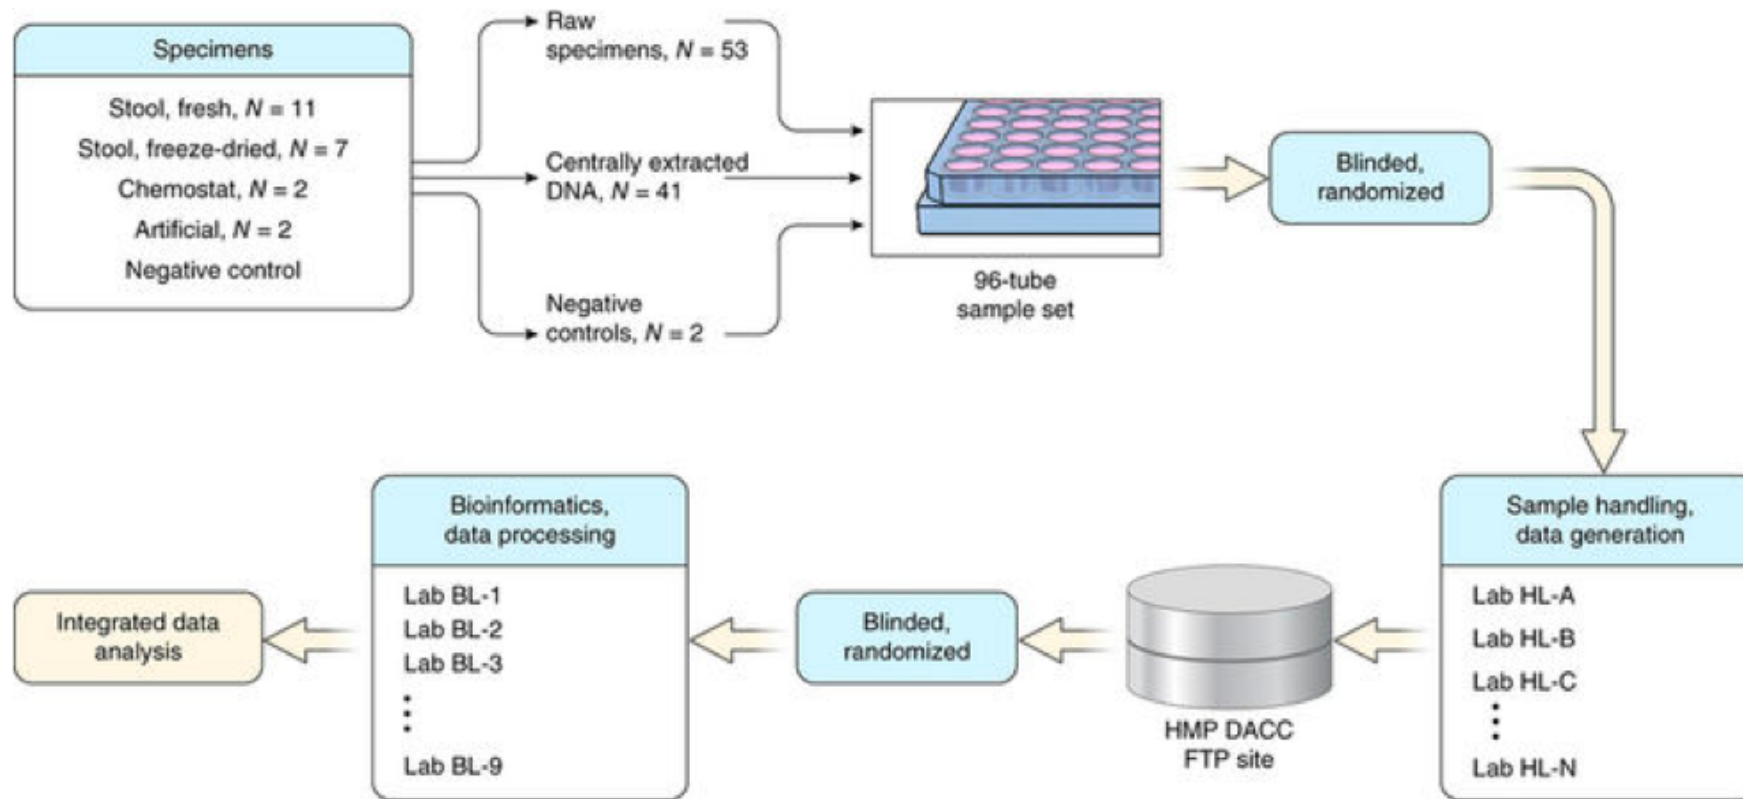 Specimens
Stool, fresh, N = 11
Stool, freeze-dried, N = 7
Chemostat, N = 2
Artificial, N = 2
Negative control
Raw
specimens, N = 53
Centrally extracted
DNA, N = 41
Negative
controls, N = 2
96-tube
sample set
Blinded,
randomized
Sample handling,
data generation
Lab HL-A
Lab HL-B
Lab HL-C
Lab HL-N
HMP DACC
FTP site
Blinded,
randomized
Bioinformatics,
data processing
Lab BL-1
Lab BL-2
Lab BL-3
Lab BL-9
Integrated data
analysis